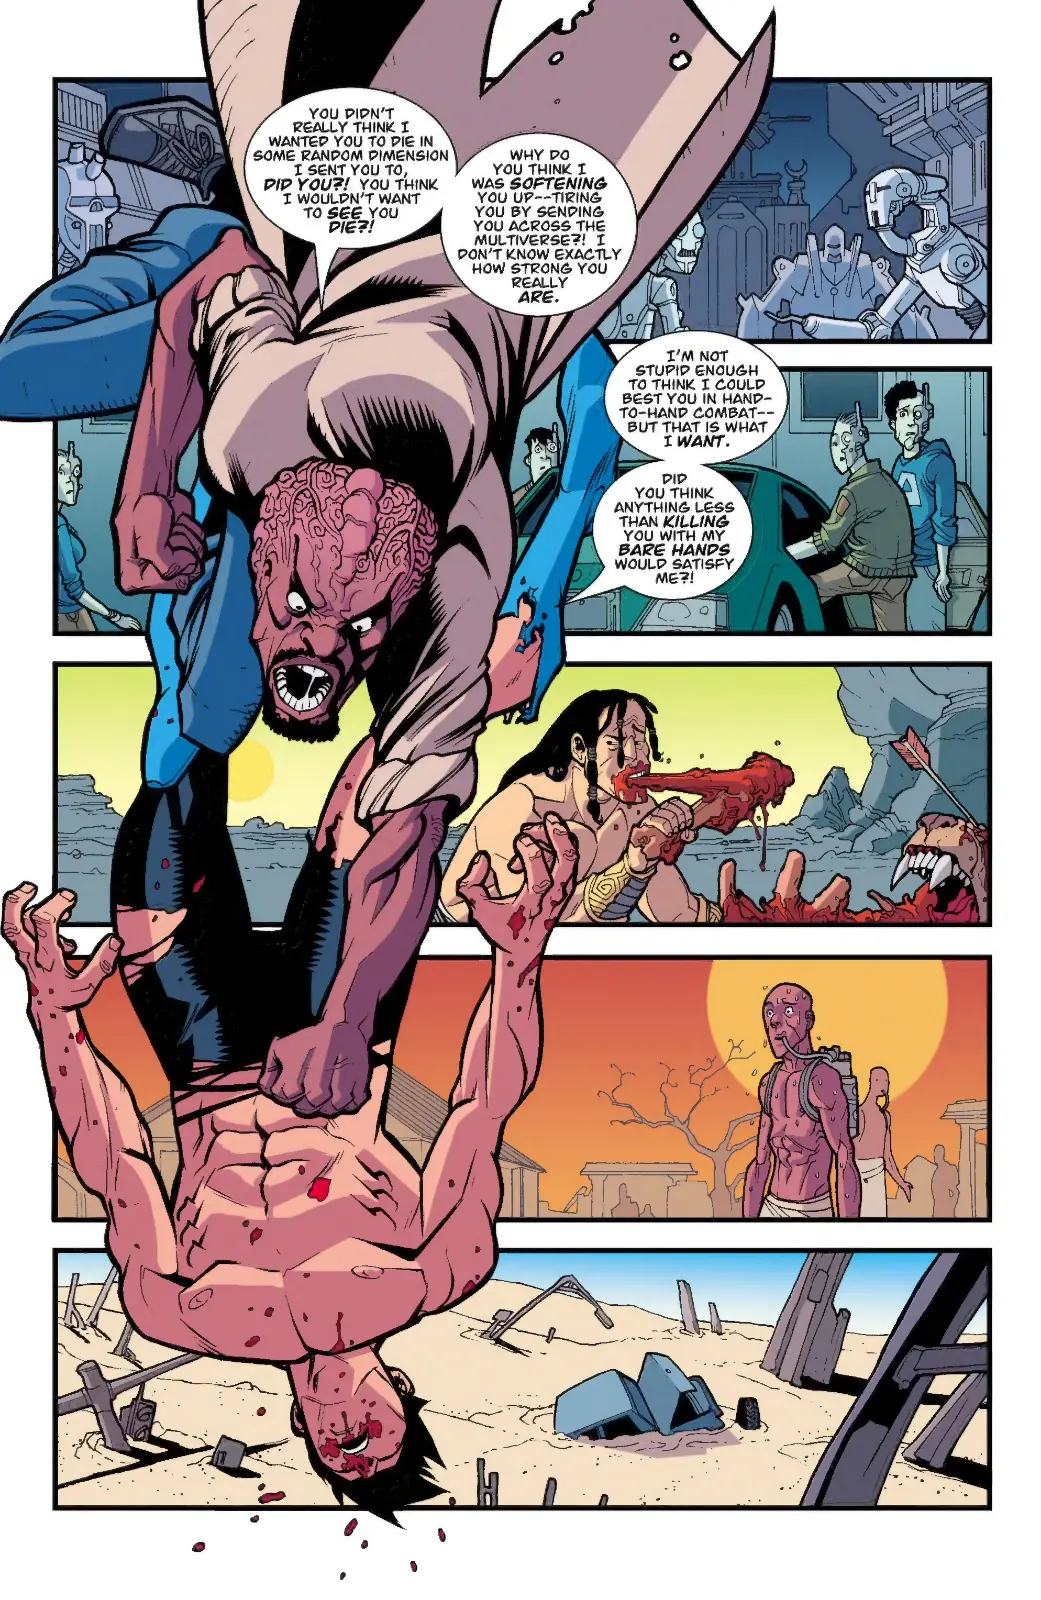 YOU DIDN'T
REALLY THINK I
WANTED YOU TO DIE IN
SOME RANDOM DIMENSION
I SENT YOU TO,
DID YOU?! YOU THINK
I WOULDN'T WANT
TO SEE YOU
DIE?!
WHY DO
YOU THINK I
WAS SOFTENING
YOU UP--TIRING
YOU BY SENDING
YOU ACROSS THE
MULTIVERSE?! I
DON'T KNOW EXACTLY
HOW STRONG YOU
REALLY
ARE.
I'M NOT
STUPID ENOUGH
TO THINK I COULD
BEST YOU IN HAND-
TO-HAND COMBAT--
BUT THAT IS WHAT
I WANT.
DID
YOU THINK
ANYTHING LESS
THAN KILLING
YOU WITH MY
BARE HANDS
WOULD SATISFY
ME?!